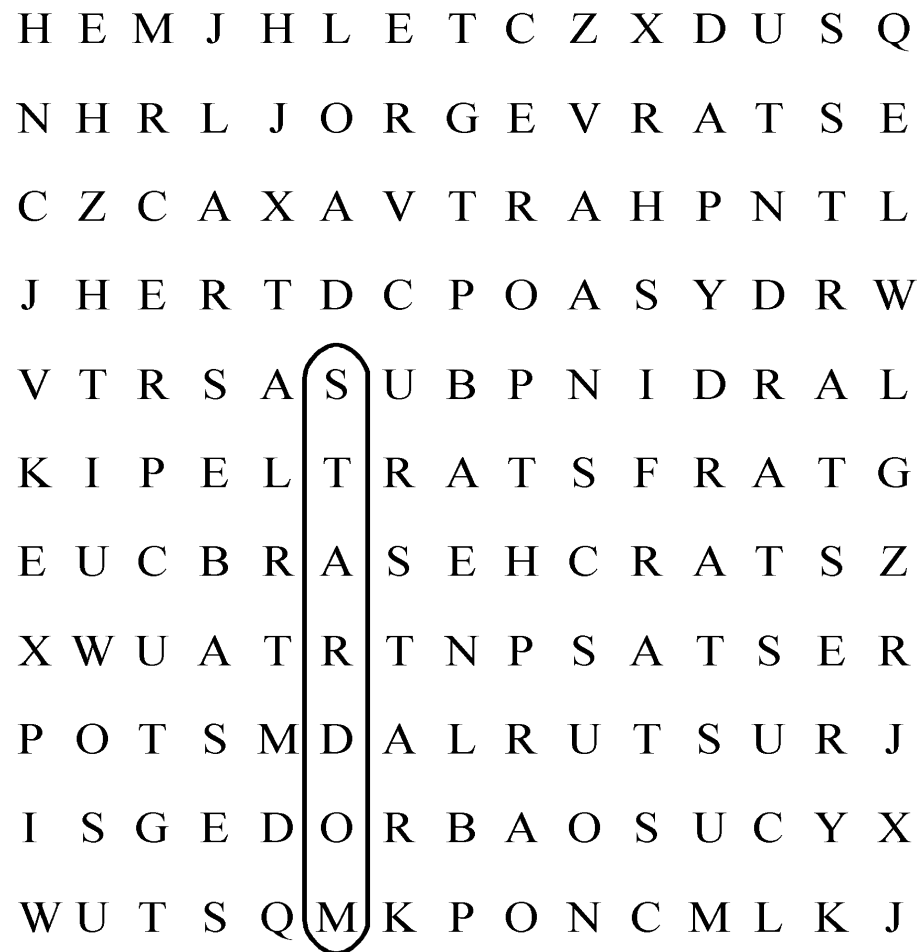 H E M J H L E T C Z X D U S Q
N H R L J O R G E V R A T S E
C Z C A X A V T R A H P N T L
J H E R T D C P O A S Y D R W
V T R S A S U B P N I D R A L
K I P E L T R A T S F R A T G
E U C B R A S E H C R A T S Z
X W U A T R T N P S A T S E R
P O T S M D A L R U T S U R J
I S G E D O R B A O S U C Y X
W U T S Q M K P O N C M L K J